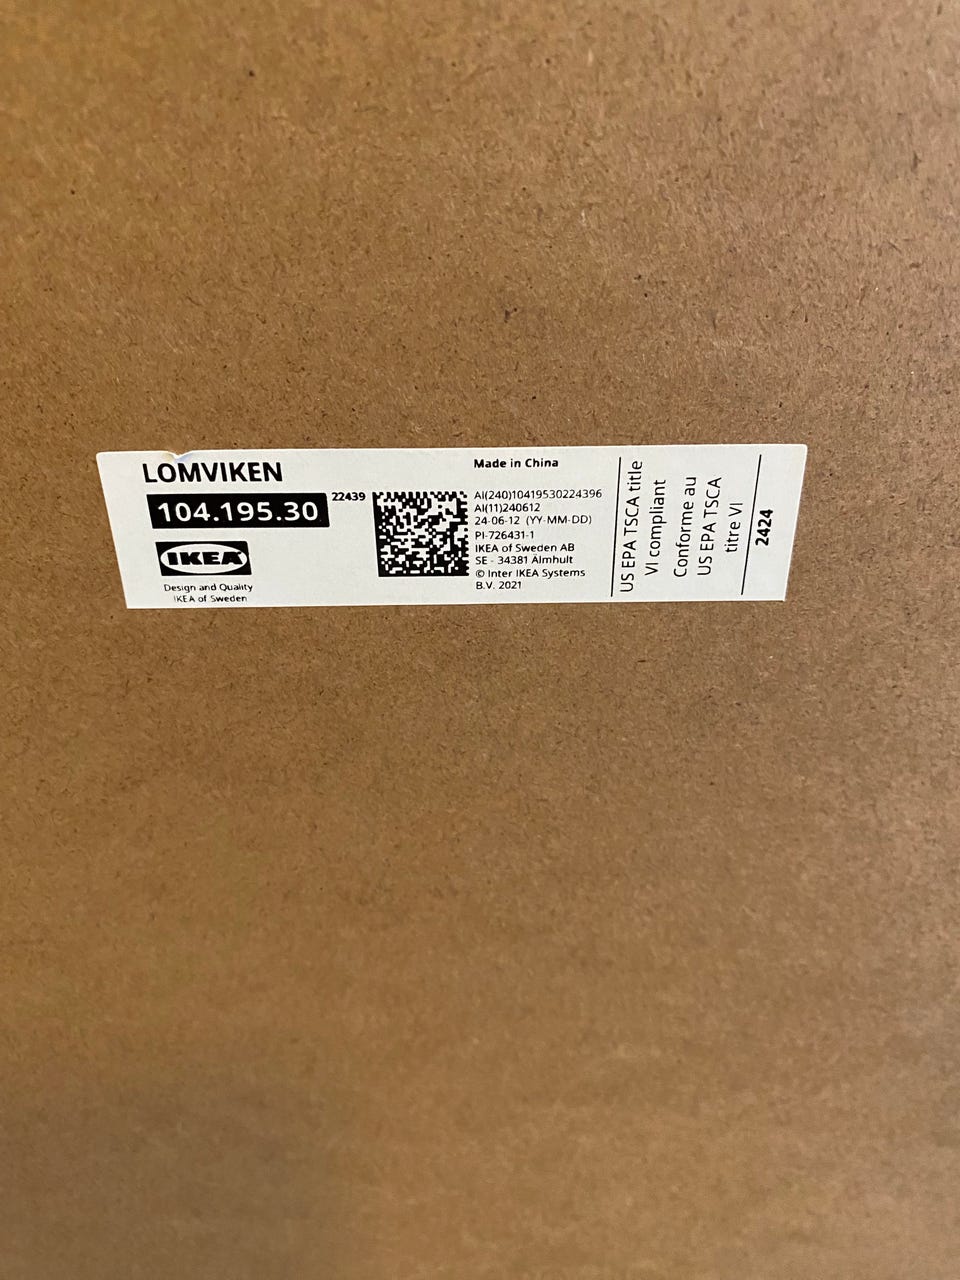 LOMVIKEN
104.195.30
22439
IKEA
Design and Quality
IKEA of Sweden
Made in China
AI(240)10419530224396
AI(11)240612
24-06-12 (YY-MM-DD)
PI-726431-1
IKEA of Sweden AB
SE - 34381 Älmhult
© Inter IKEA Systems
B.V. 2021
US EPA TSCA title
VI compliant
Conforme au
US EPA TSCA
titre VI
2424